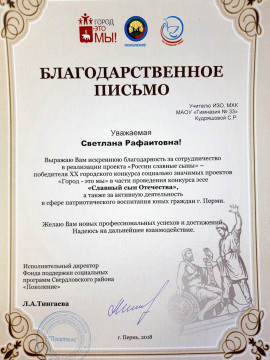 ГОРОД
ЭТО
МЫ!
ПОКОЛЕНИЕ
БЛАГОДАРСТВЕННОЕ
ПИСЬМО
Учителю ИЗО, МХК
МАОУ «Гимназия № 33»
Кудряшовой С.Р
Уважаемая
Светлана Рафаитовна!
Выражаю Вам искреннюю благодарность за сотрудничество
в реализации проекта «России славные сыны» –
победителя XX городского конкурса социально значимых проектов
«Город - это мы» в части проведения конкурса эссе
«Славный сын Отечества»,
а также за активную деятельность
в сфере патриотического воспитания юных граждан г. Перми.
Желаю Вам новых профессиональных успехов и достижений.
Надеюсь на дальнейшее взаимодействие.
Исполнительный директор
Фонда поддержки социальных
программ Свердловского района
«Поколение»
Л.А.Тингаева
г. Пермь, 2018